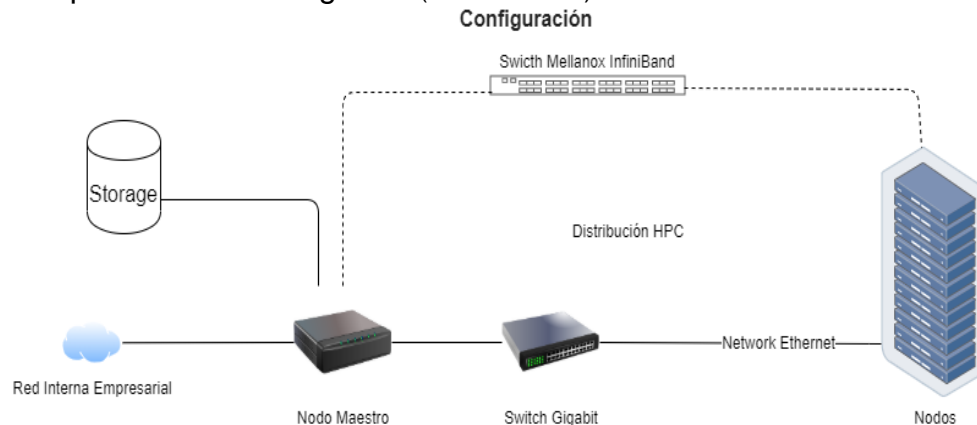 Configuración
Swicth Mellanox InfiniBand
Storage
Distribución HPC
Network Ethernet
Red Interna Empresarial
Nodo Maestro
Switch Gigabit
Nodos